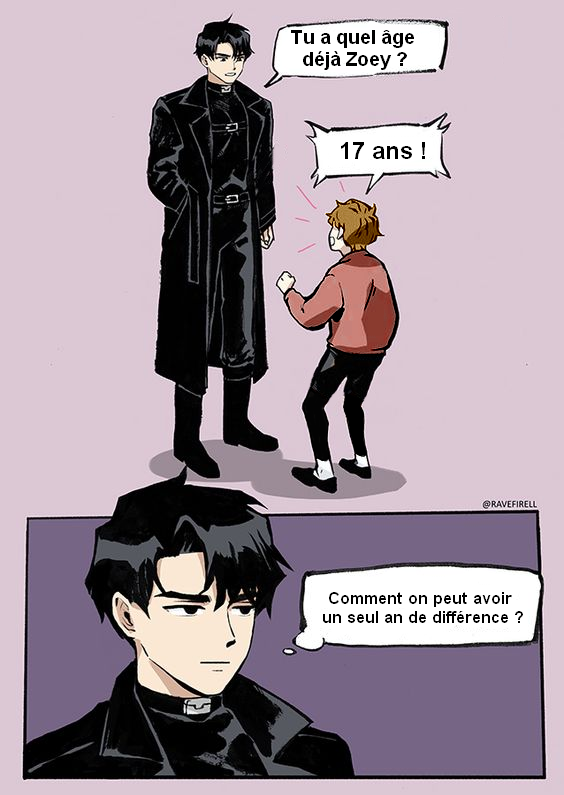 Tu a quel âge
déjà Zoey ?
17 ans !
@RAVEFIRELL
Comment on peut avoir
un seul an de différence ?